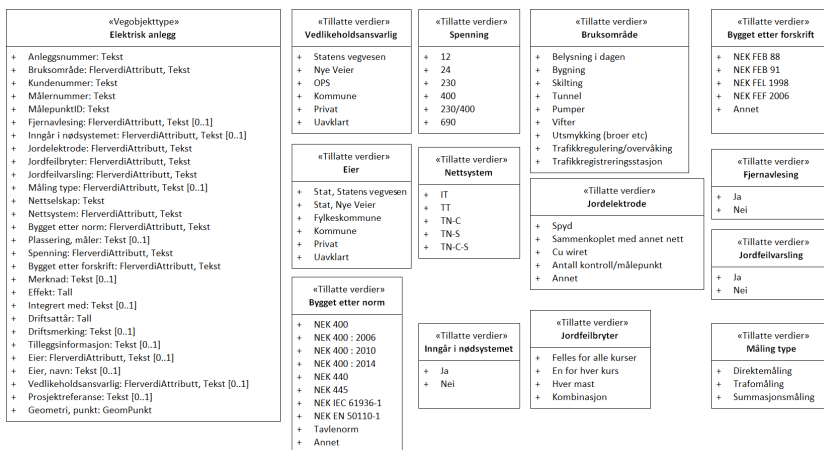 «Vegobjekttype»
Elektrisk anlegg
+ Anleggsnummer: Tekst
+ Bruksområde: FlerverdiAttributt, Tekst
+ Kundenummer: Tekst
+ Målernummer: Tekst
+ MålepunktID: Tekst
+ Fjernavlesing: FlerverdiAttributt, Tekst [0..1]
+ Inngår i nødsystemet: FlerverdiAttributt, Tekst [0..1]
+ Jordelektrode: FlerverdiAttributt, Tekst
+ Jordfeilbryter: FlerverdiAttributt, Tekst
+ Jordfeilvarsling: FlerverdiAttributt, Tekst
+ Måling type: FlerverdiAttributt, Tekst [0..1]
+ Nettselskap: Tekst
+ Nettsystem: FlerverdiAttributt, Tekst
+ Bygget etter norm: FlerverdiAttributt, Tekst
+ Plassering, måler: Tekst [0..1]
+ Spenning: FlerverdiAttributt, Tekst
+ Bygget etter forskrift: FlerverdiAttributt, Tekst
+ Merknad: Tekst [0..1]
+ Effekt: Tall
+ Integrert med: Tekst [0..1]
+ Driftsattår: Tall
+ Driftsmerking: Tekst [0..1]
+ Tilleggsinformasjon: Tekst [0..1]
+ Eier: FlerverdiAttributt, Tekst [0..1]
+ Eier, navn: Tekst [0..1]
+ Vedlikeholdsansvarlig: FlerverdiAttributt, Tekst [0..1]
+ Prosjektreferanse: Tekst [0..1]
+ Geometri, punkt: GeomPunkt
«Tillatte verdier»
Vedlikeholdsansvarlig
+ Statens vegvesen
+ Nye Veier
+ OPS
+ Kommune
+ Privat
+ Uavklart
«Tillatte verdier»
Eier
+ Stat, Statens vegvesen
+ Stat, Nye Veier
+ Fylkeskommune
+ Kommune
+ Privat
+ Uavklart
«Tillatte verdier»
Bygget etter norm
+ NEK 400
+ NEK 400 : 2006
+ NEK 400 : 2010
+ NEK 400 : 2014
+ NEK 440
+ NEK 445
+ NEK IEC 61936-1
+ NEK EN 50110-1
+ Tavlenorm
+ Annet
«Tillatte verdier»
Spenning
+ 12
+ 24
+ 230
+ 400
+ 230/400
+ 690
«Tillatte verdier»
Nettsystem
+ IT
+ TT
+ TN-C
+ TN-S
+ TN-C-S
«Tillatte verdier»
Inngår i nødsystemet
+ Ja
+ Nei
«Tillatte verdier»
Bruksområde
+ Belysning i dagen
+ Bygning
+ Skilting
+ Tunnel
+ Pumper
+ Vifter
+ Utsmykking (broer etc)
+ Trafikkregulering/overvåking
+ Trafikkregistreringsstasjon
«Tillatte verdier»
Jordelektrode
+ Spyd
+ Sammenkoplet med annet nett
+ Cu wiret
+ Antall kontroll/målepunkt
+ Annet
«Tillatte verdier»
Jordfeilbryter
+ Felles for alle kurser
+ En for hver kurs
+ Hver mast
+ Kombinasjon
«Tillatte verdier»
Bygget etter forskrift
+ NEK FEB 88
+ NEK FEB 91
+ NEK FEL 1998
+ NEK FEF 2006
+ Annet
«Tillatte verdier»
Fjernavlesing
+ Ja
+ Nei
«Tillatte verdier»
Jordfeilvarsling
+ Ja
+ Nei
«Tillatte verdier»
Måling type
+ Direktemåling
+ Trafomåling
+ Summasjonsmåling